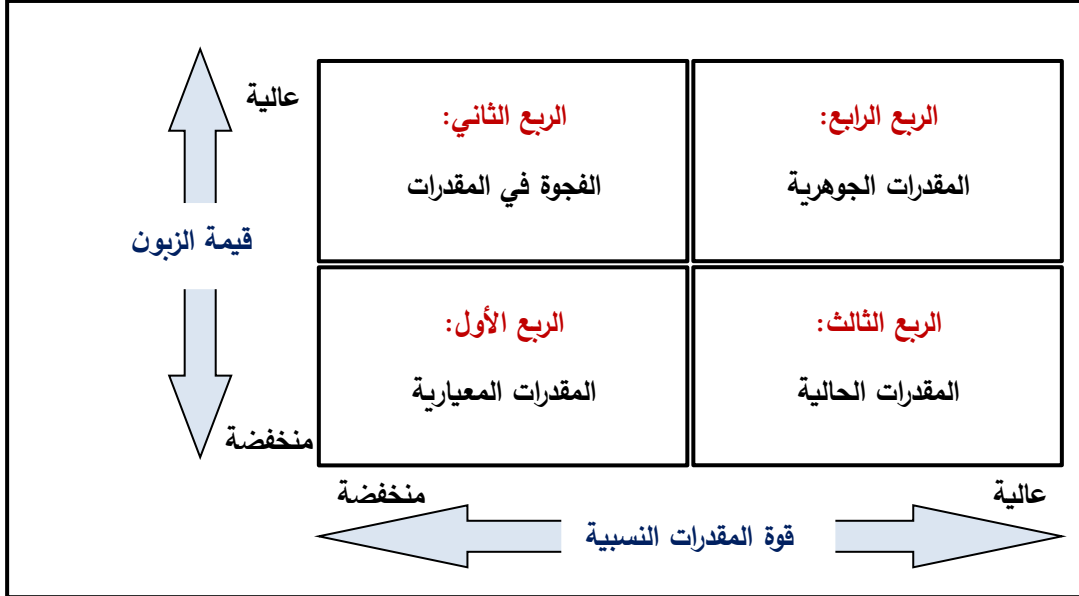 عالية
الربع الرابع:
المقدرات الجوهرية
الربع الثاني:
الفجوة في المقدرات
قيمة الزبون
الربع الثالث:
المقدرات الحالية
الربع الأول:
المقدرات المعيارية
منخفضة
عالية
منخفضة
قوة المقدرات النسبية